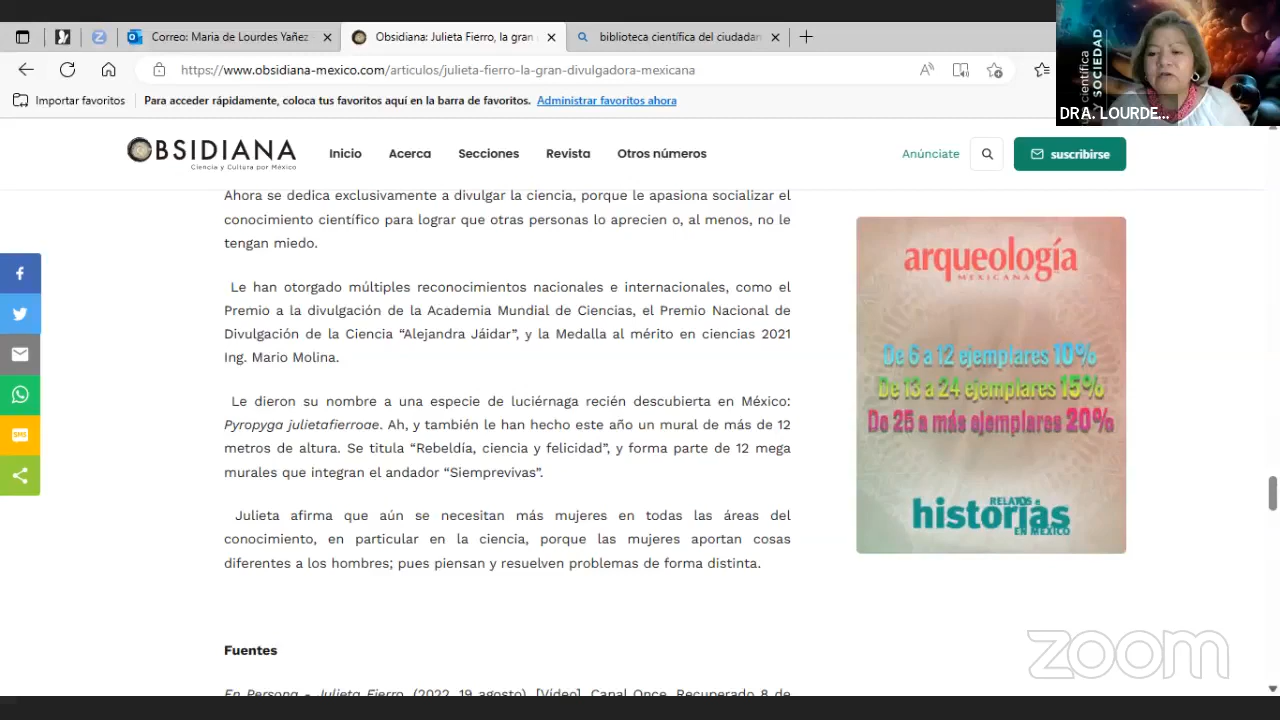 Correo: Maria de Lourdes Yañez
Obsidiana: Julieta Fierro, la gran
biblioteca científica del ciudadan
https://www.obsidiana-mexico.com/articulos/julieta-fierro-la-gran-divulgadora-mexicana
Importar favoritos
Para acceder rápidamente, coloca tus favoritos aquí en la barra de favoritos. Administrar favoritos ahora
científica
y SOCIEDAD
DRA. LOURDE...
OBSIDIANA
Ciencia y Cultura por México
Inicio Acerca Secciones Revista Otros números
Anúnciate
suscribirse
Ahora se dedica exclusivamente a divulgar la ciencia, porque le apasiona socializar el
conocimiento científico para lograr que otras personas lo aprecien o, al menos, no le
tengan miedo.
Le han otorgado múltiples reconocimientos nacionales e internacionales, como el
Premio a la divulgación de la Academia Mundial de Ciencias, el Premio Nacional de
Divulgación de la Ciencia “Alejandra Jáidar”, y la Medalla al mérito en ciencias 2021
Ing. Mario Molina.
Le dieron su nombre a una especie de luciérnaga recién descubierta en México:
Pyropyga julietafierroae. Ah, y también le han hecho este año un mural de más de 12
metros de altura. Se titula “Rebeldía, ciencia y felicidad”, y forma parte de 12 mega
murales que integran el andador “Siemprevivas”.
Julieta afirma que aún se necesitan más mujeres en todas las áreas del
conocimiento, en particular en la ciencia, porque las mujeres aportan cosas
diferentes a los hombres; pues piensan y resuelven problemas de forma distinta.
Fuentes
En Persona - Julieta Fierro. (2022, 19 agosto). [Vídeo]. Canal Once. Recuperado 8 de
SMS
arqueología
MEXICANA
De 6 a 12 ejemplares 10%
De 13 a 24 ejemplares 15%
De 25 a más ejemplares 20%
RELATOS e
historias
EN MÉXICO
zoom